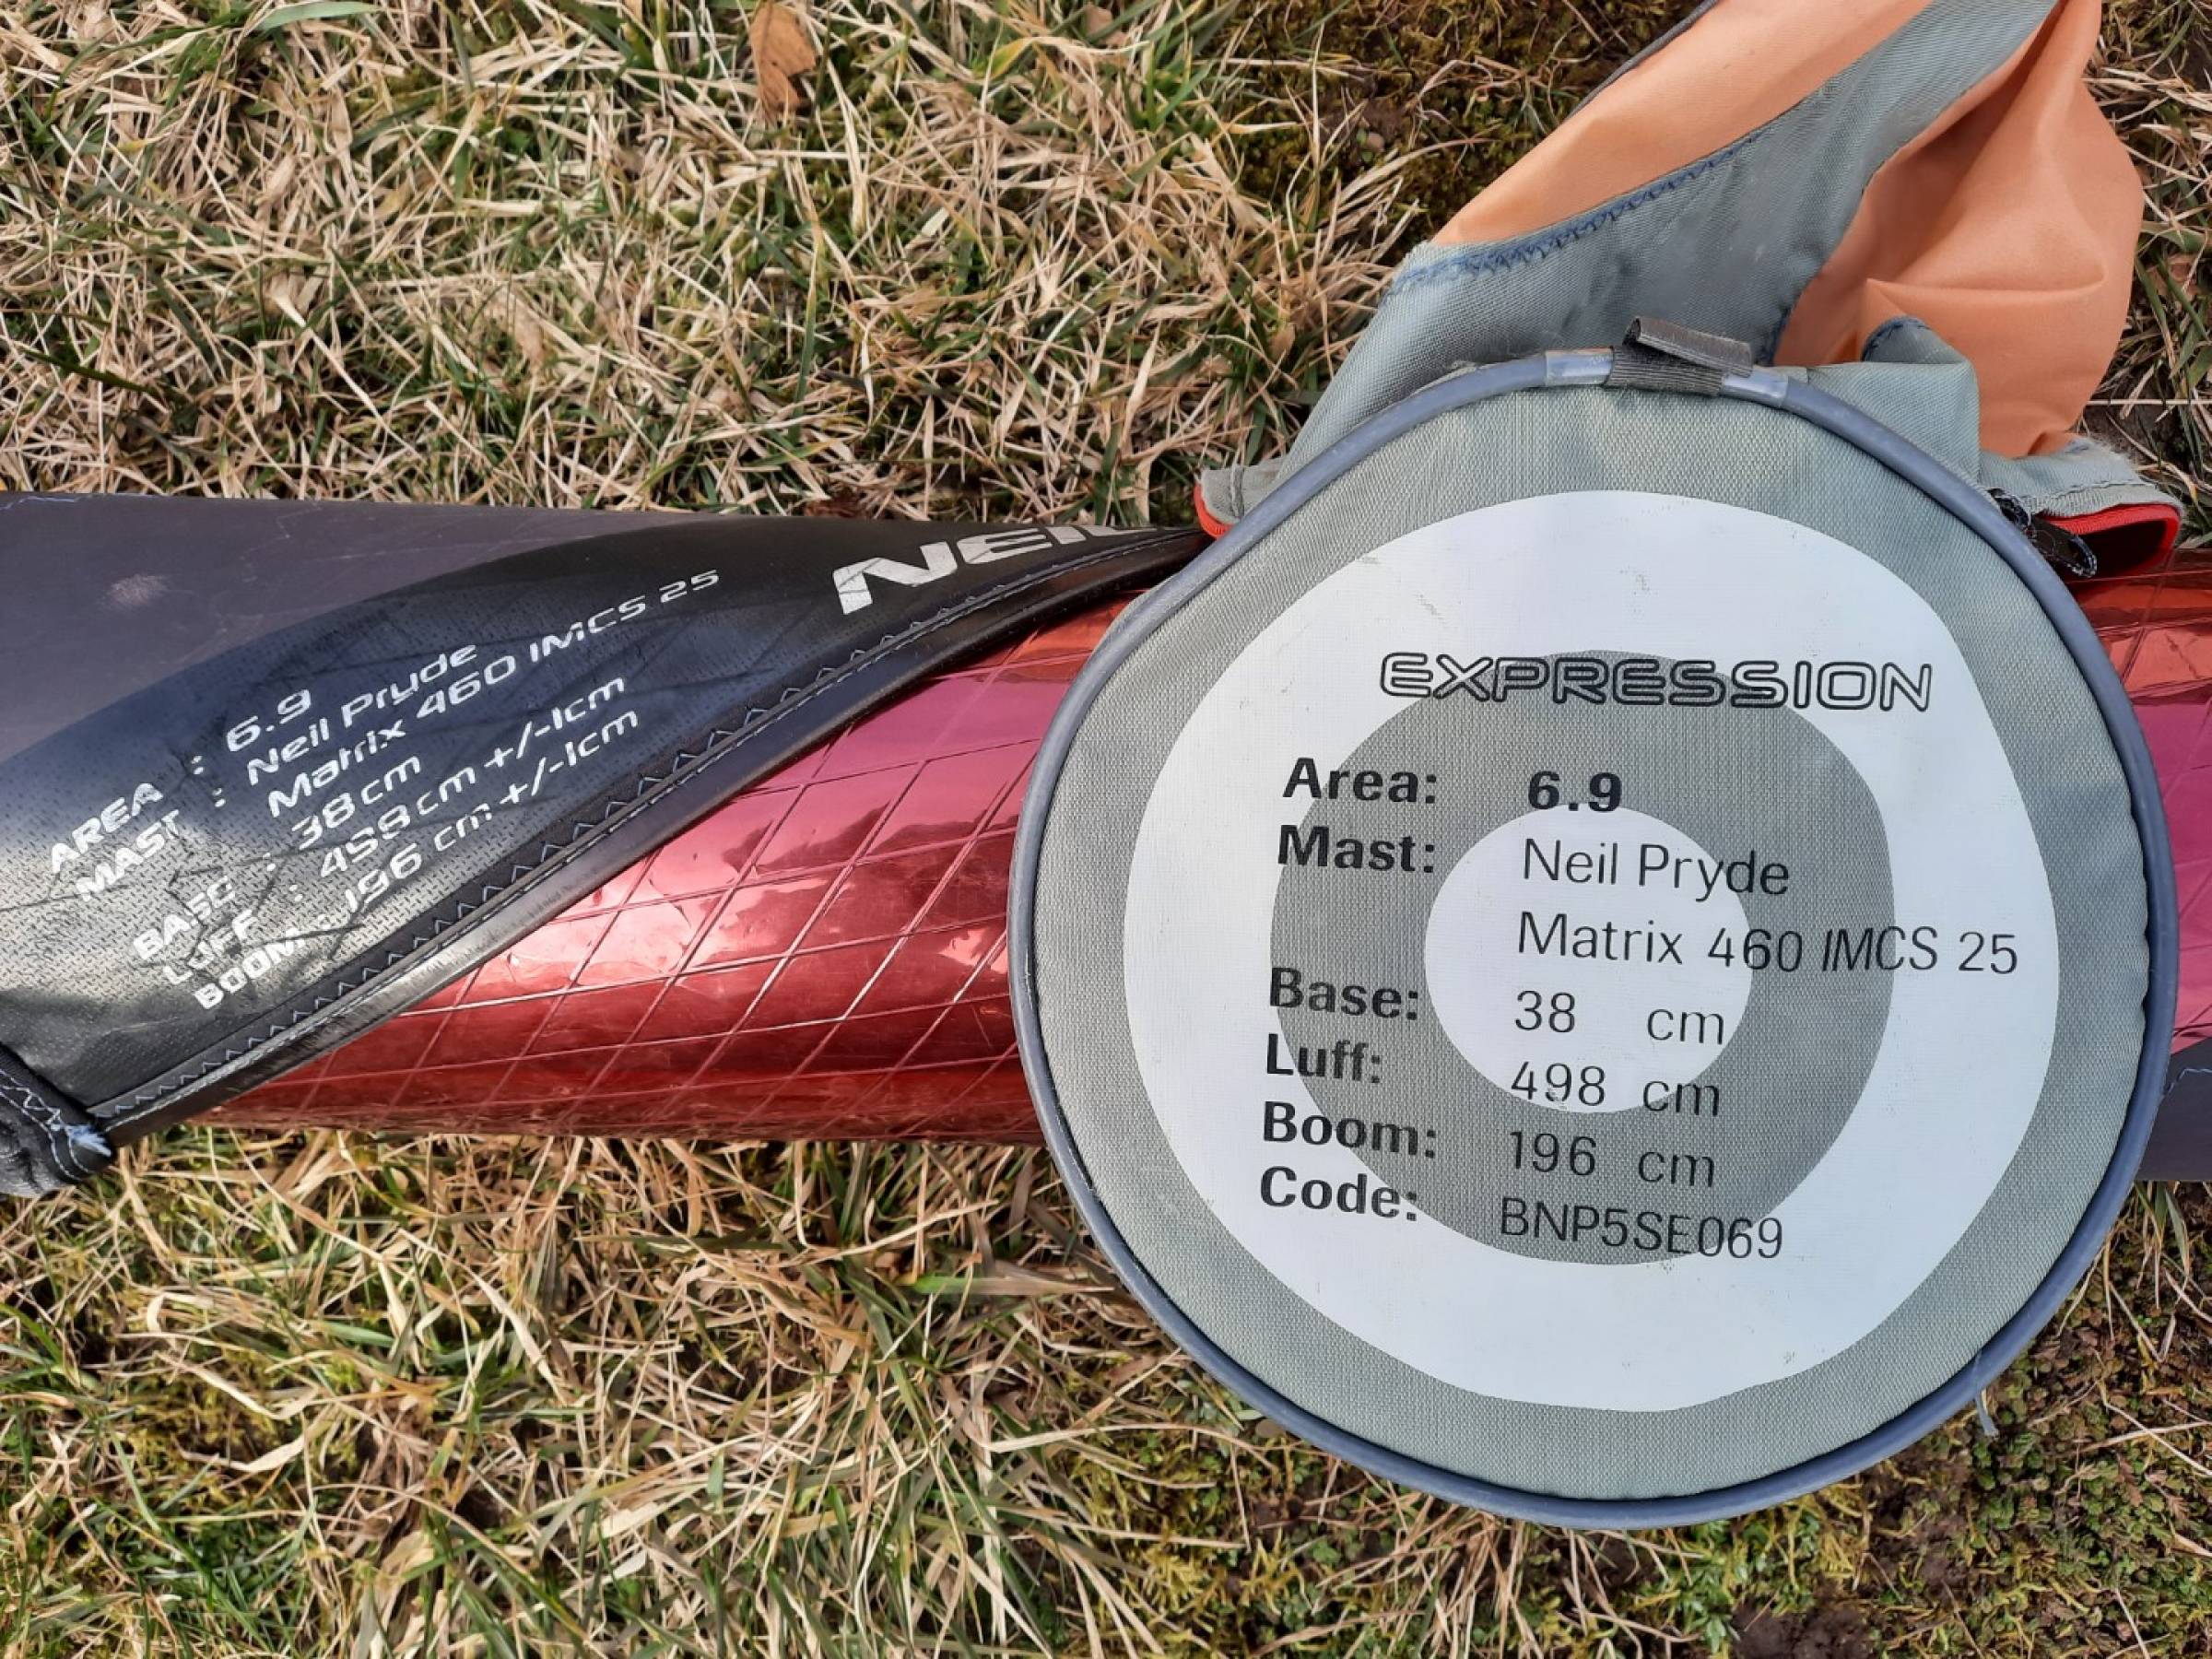 NEIL
AREA : 6.9
MAST : Neil Pryde
Matrix 460 IMCS 25
BASE : 38cm
LUFF : 498cm +/-1cm
BOOM 196 cm +/-1cm
EXPRESSION
Area: 6.9
Mast: Neil Pryde
Matrix 460 IMCS 25
Base: 38 cm
Luff: 498 cm
Boom: 196 cm
Code: BNP5SE069